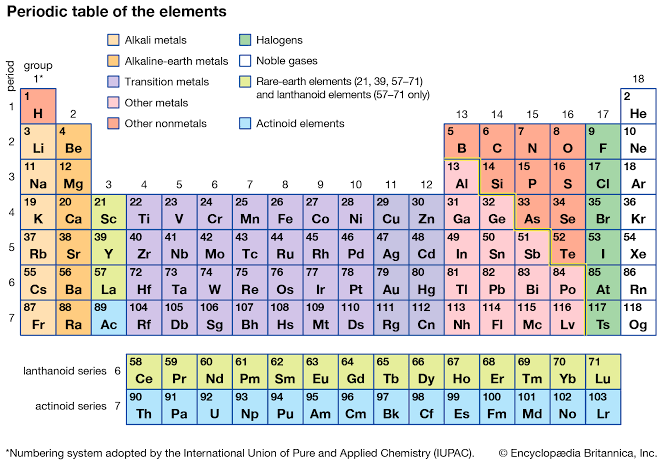 Periodic table of the elements
group
1*
period
Alkali metals
Alkaline-earth metals
Transition metals
Other metals
Other nonmetals
Halogens
Noble gases
Rare-earth elements (21, 39, 57–71)
and lanthanoid elements (57–71 only)
Actinoid elements
18
1 1 H 2 He
2 13 14 15 16 17
2 3 Li 4 Be 5 B 6 C 7 N 8 O 9 F 10 Ne
3 11 Na 12 Mg 13 Al 14 Si 15 P 16 S 17 Cl 18 Ar
3 4 5 6 7 8 9 10 11 12
4 19 K 20 Ca 21 Sc 22 Ti 23 V 24 Cr 25 Mn 26 Fe 27 Co 28 Ni 29 Cu 30 Zn 31 Ga 32 Ge 33 As 34 Se 35 Br 36 Kr
5 37 Rb 38 Sr 39 Y 40 Zr 41 Nb 42 Mo 43 Tc 44 Ru 45 Rh 46 Pd 47 Ag 48 Cd 49 In 50 Sn 51 Sb 52 Te 53 I 54 Xe
6 55 Cs 56 Ba 57 La 72 Hf 73 Ta 74 W 75 Re 76 Os 77 Ir 78 Pt 79 Au 80 Hg 81 Tl 82 Pb 83 Bi 84 Po 85 At 86 Rn
7 87 Fr 88 Ra 89 Ac 104 Rf 105 Db 106 Sg 107 Bh 108 Hs 109 Mt 110 Ds 111 Rg 112 Cn 113 Nh 114 Fl 115 Mc 116 Lv 117 Ts 118 Og
lanthanoid series 6 58 Ce 59 Pr 60 Nd 61 Pm 62 Sm 63 Eu 64 Gd 65 Tb 66 Dy 67 Ho 68 Er 69 Tm 70 Yb 71 Lu
actinoid series 7 90 Th 91 Pa 92 U 93 Np 94 Pu 95 Am 96 Cm 97 Bk 98 Cf 99 Es 100 Fm 101 Md 102 No 103 Lr
*Numbering system adopted by the International Union of Pure and Applied Chemistry (IUPAC). © Encyclopædia Britannica, Inc.